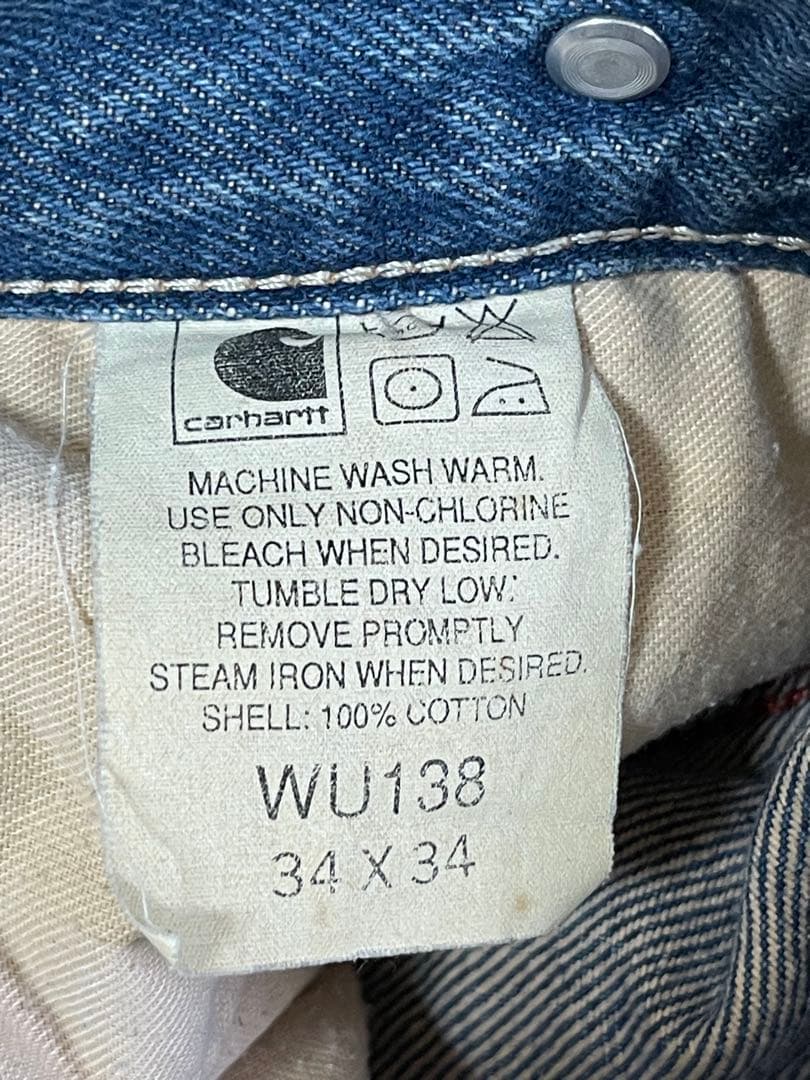 carhartt
MACHINE WASH WARM.
USE ONLY NON-CHLORINE
BLEACH WHEN DESIRED.
TUMBLE DRY LOW.
REMOVE PROMPTLY
STEAM IRON WHEN DESIRED.
SHELL: 100% COTTON
WU138
34 X 34